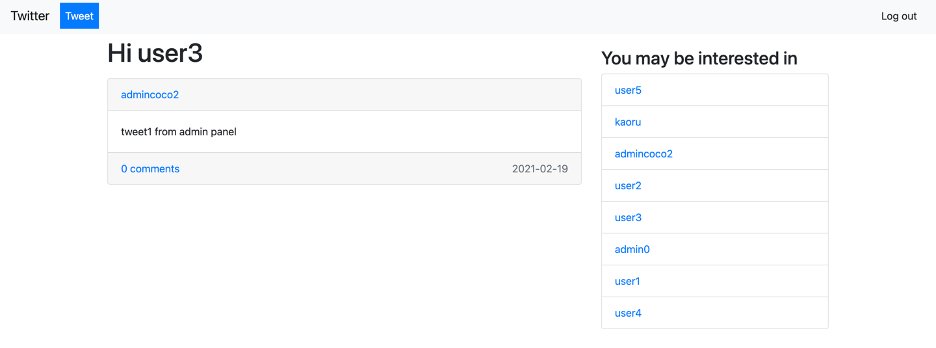 Twitter Tweet Log out
Hi user3
admincoco2
tweet1 from admin panel
0 comments 2021-02-19
You may be interested in
user5
kaoru
admincoco2
user2
user3
admin0
user1
user4